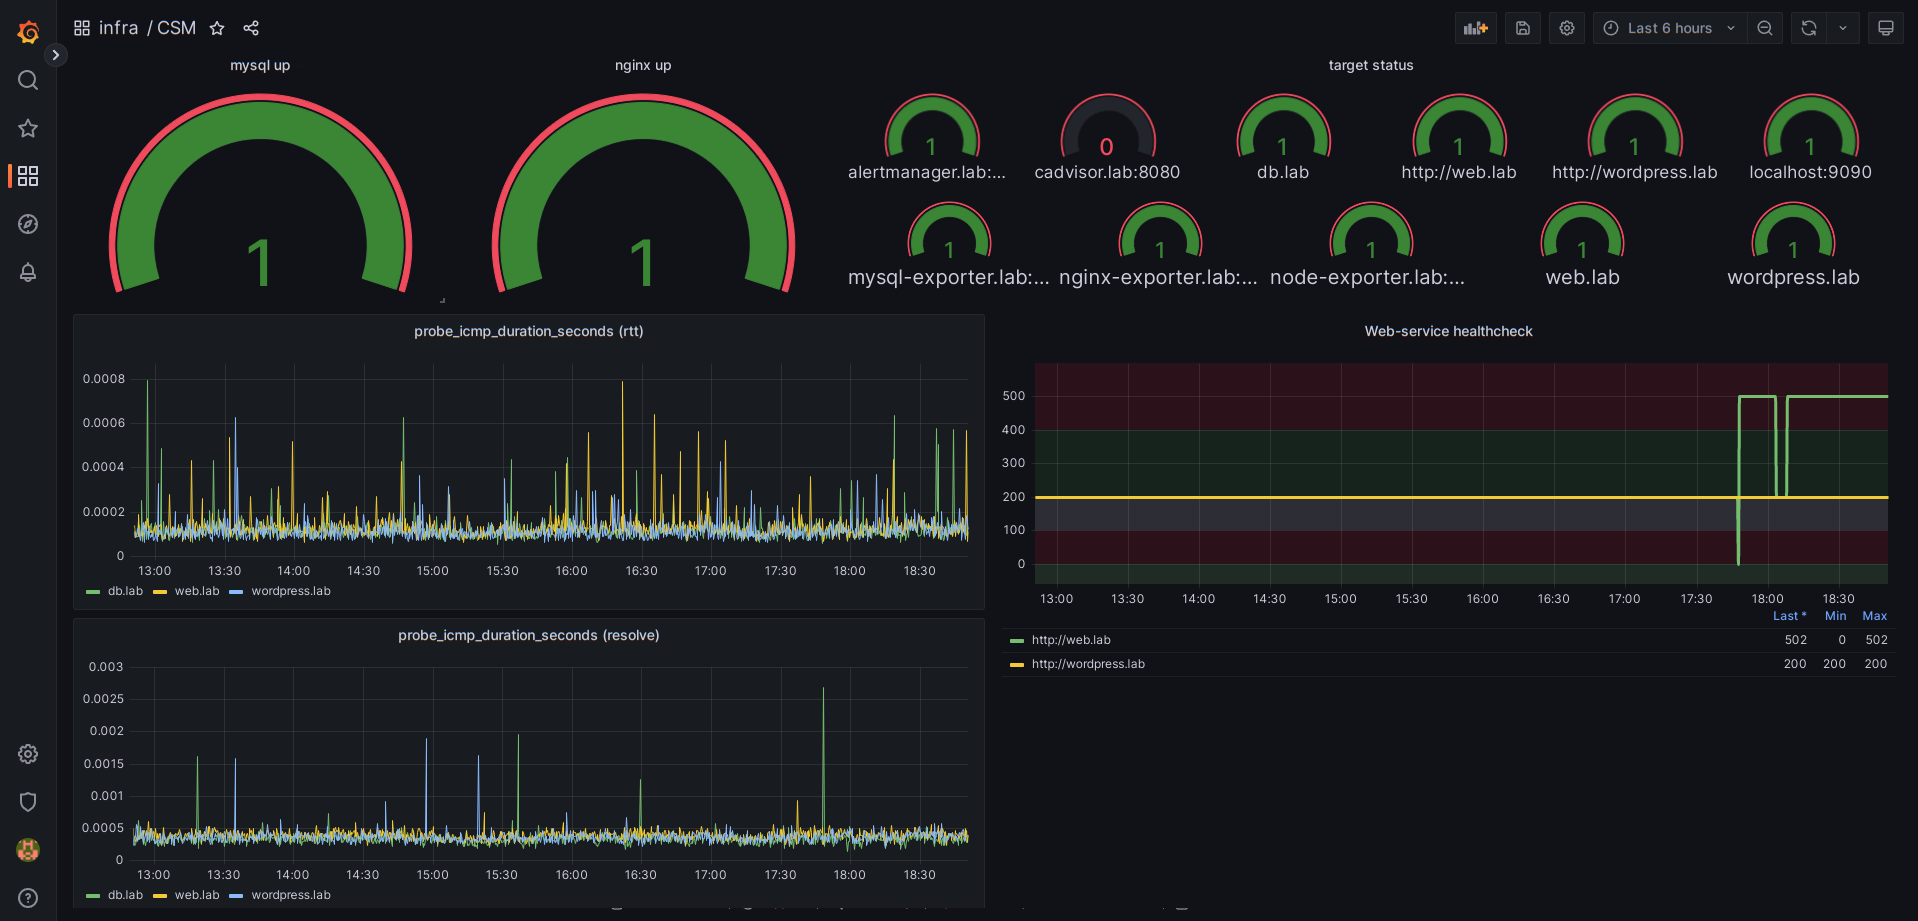 infra / CSM
Last 6 hours
mysql up
nginx up
target status
1
1
1
0
1
1
1
1
alertmanager.lab:...
cadvisor.lab:8080
db.lab
http://web.lab
http://wordpress.lab
localhost:9090
1
1
1
1
1
mysql-exporter.lab:...
nginx-exporter.lab:...
node-exporter.lab:...
web.lab
wordpress.lab
probe_icmp_duration_seconds (rtt)
0.0008
0.0006
0.0004
0.0002
0
13:00 13:30 14:00 14:30 15:00 15:30 16:00 16:30 17:00 17:30 18:00 18:30
db.lab web.lab wordpress.lab
Web-service healthcheck
500
400
300
200
100
0
13:00 13:30 14:00 14:30 15:00 15:30 16:00 16:30 17:00 17:30 18:00 18:30
Last * Min Max
http://web.lab 502 0 502
http://wordpress.lab 200 200 200
probe_icmp_duration_seconds (resolve)
0.003
0.0025
0.002
0.0015
0.001
0.0005
0
13:00 13:30 14:00 14:30 15:00 15:30 16:00 16:30 17:00 17:30 18:00 18:30
db.lab web.lab wordpress.lab